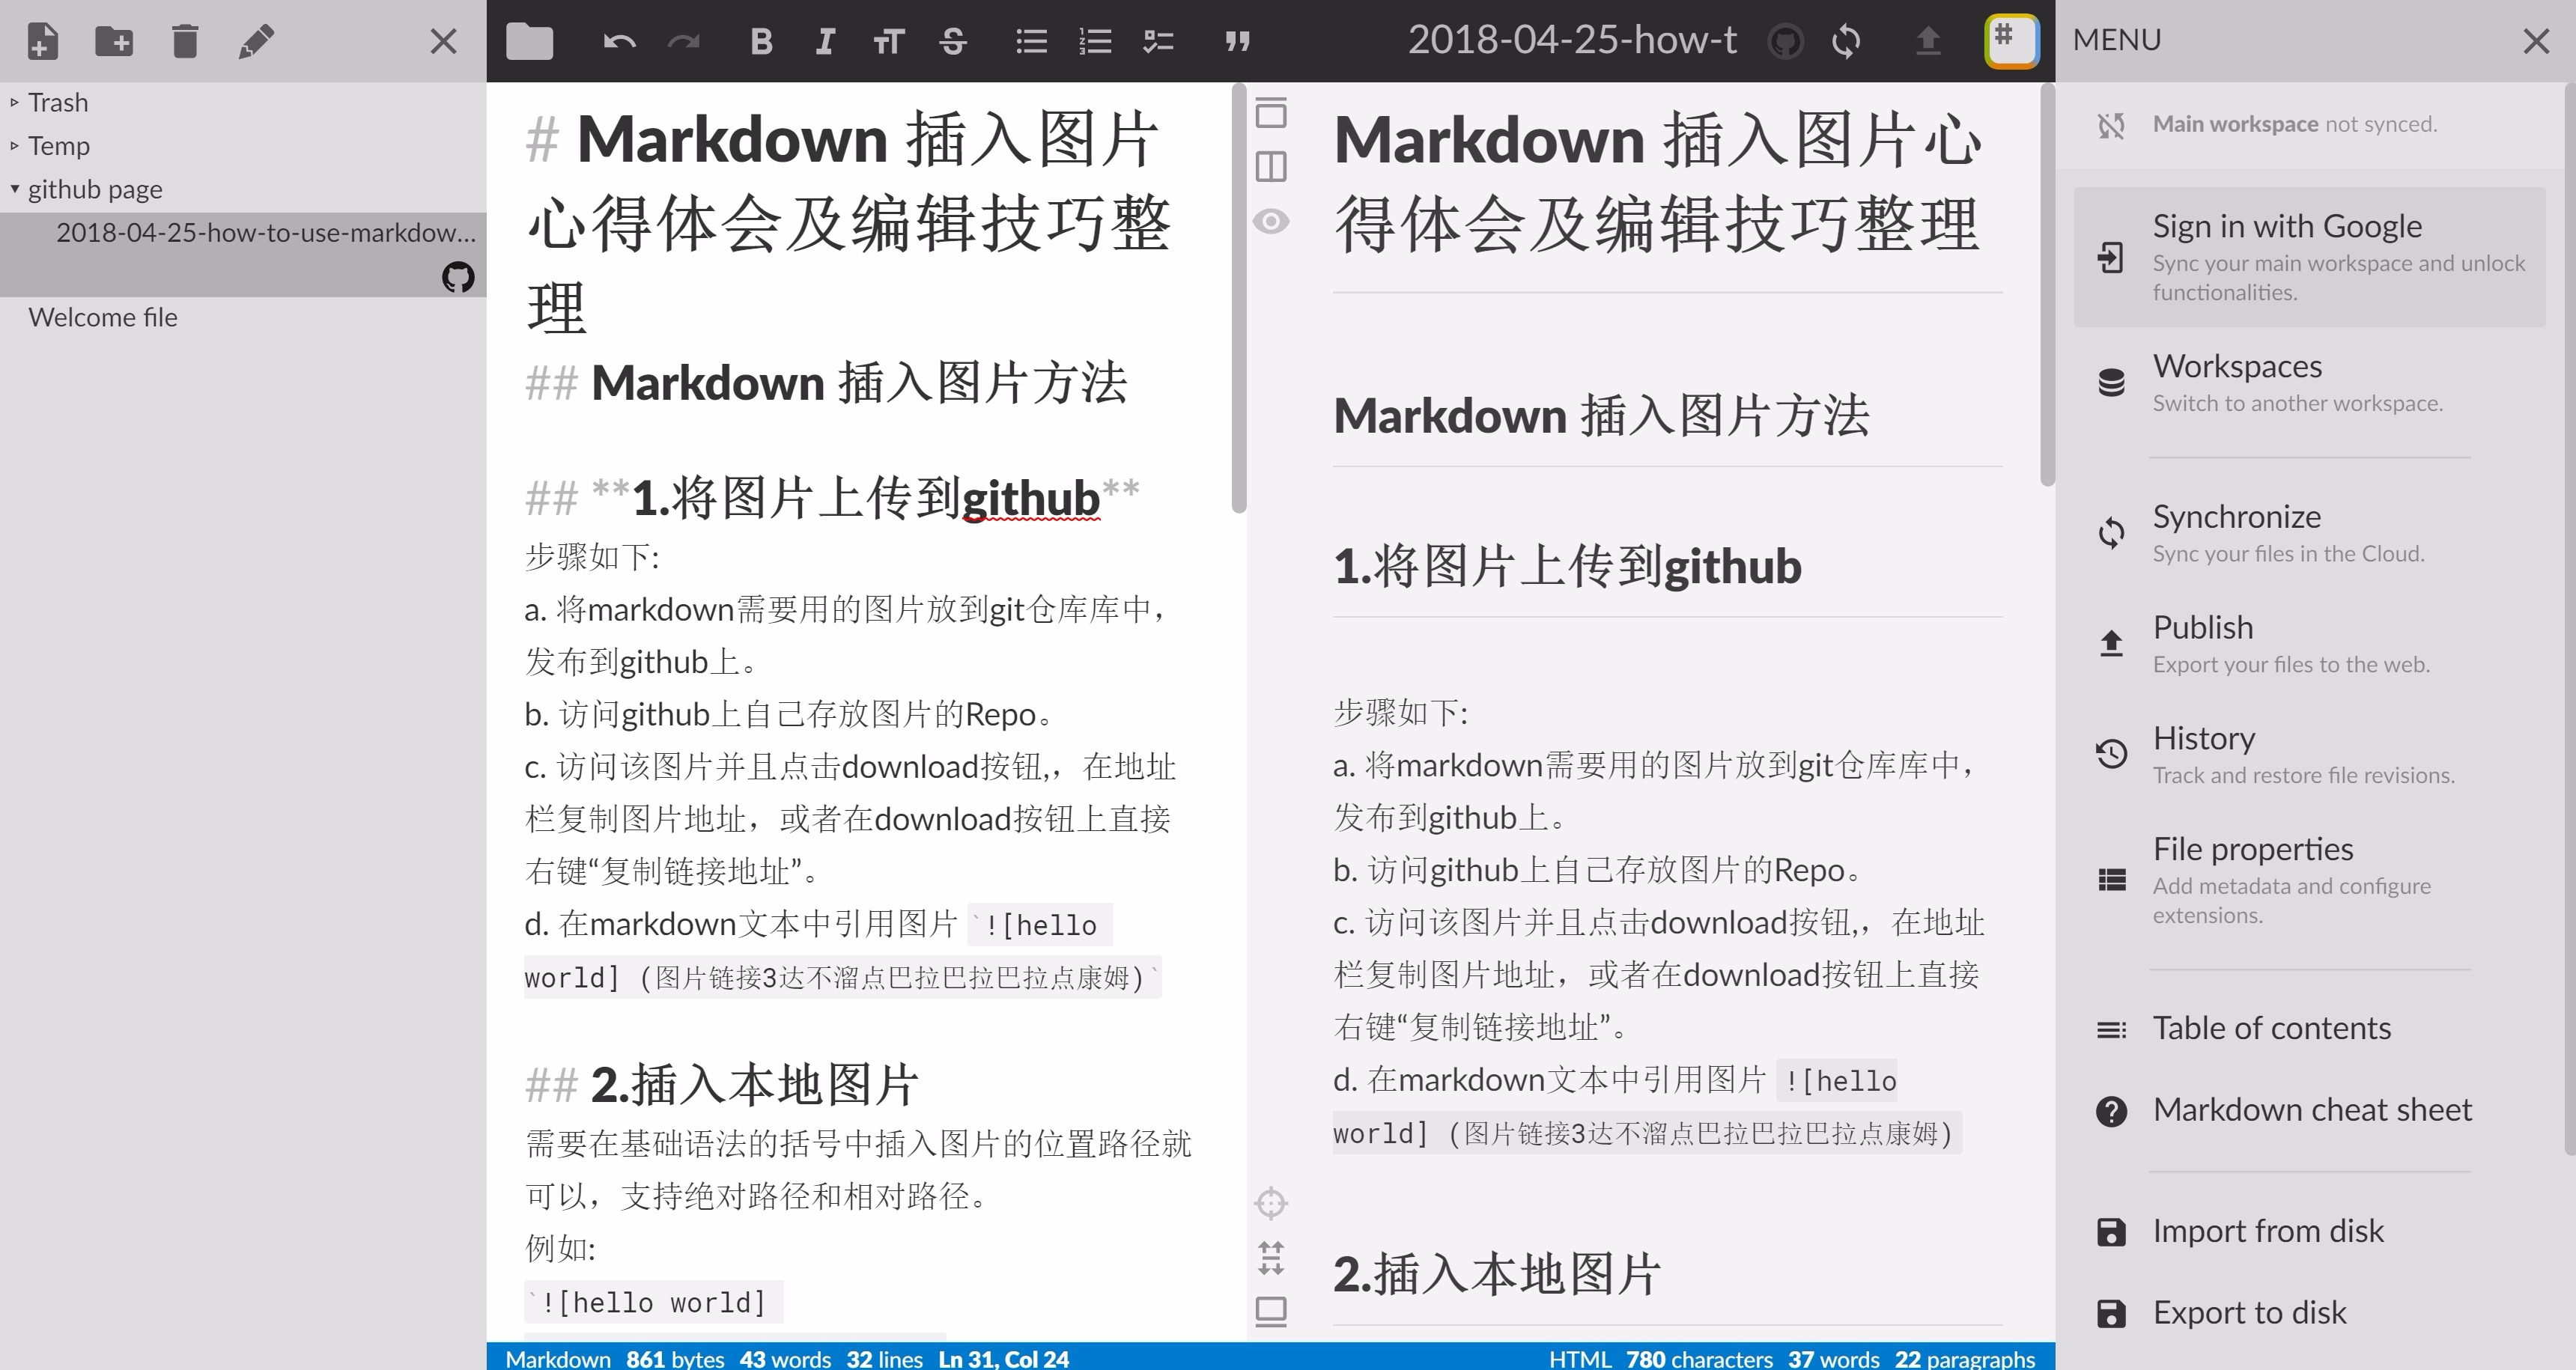 Trash
Temp
github page
2018-04-25-how-to-use-markdow...
Welcome file
2018-04-25-how-t
# Markdown 插入图片
心得体会及编辑技巧整
理
## Markdown 插入图片方法
## **1.将图片上传到github**
步骤如下:
a. 将markdown需要用的图片放到git仓库库中，
发布到github上。
b. 访问github上自己存放图片的Repo。
c. 访问该图片并且点击download按钮,，在地址
栏复制图片地址，或者在download按钮上直接
右键“复制链接地址”。
d. 在markdown文本中引用图片 `![hello
world] (图片链接3达不溜点巴拉巴拉巴拉点康姆)`
## 2.插入本地图片
需要在基础语法的括号中插入图片的位置路径就
可以，支持绝对路径和相对路径。
例如:
`![hello world]
Markdown 861 bytes 43 words 32 lines Ln 31, Col 24
Markdown 插入图片心
得体会及编辑技巧整理
Markdown 插入图片方法
1.将图片上传到github
步骤如下:
a. 将markdown需要用的图片放到git仓库库中，
发布到github上。
b. 访问github上自己存放图片的Repo。
c. 访问该图片并且点击download按钮,，在地址
栏复制图片地址，或者在download按钮上直接
右键“复制链接地址”。
d. 在markdown文本中引用图片 ![hello
world] (图片链接3达不溜点巴拉巴拉巴拉点康姆)
2.插入本地图片
HTML 780 characters 37 words 22 paragraphs
MENU
Main workspace not synced.
Sign in with Google
Sync your main workspace and unlock
functionalities.
Workspaces
Switch to another workspace.
Synchronize
Sync your files in the Cloud.
Publish
Export your files to the web.
History
Track and restore file revisions.
File properties
Add metadata and configure
extensions.
Table of contents
Markdown cheat sheet
Import from disk
Export to disk